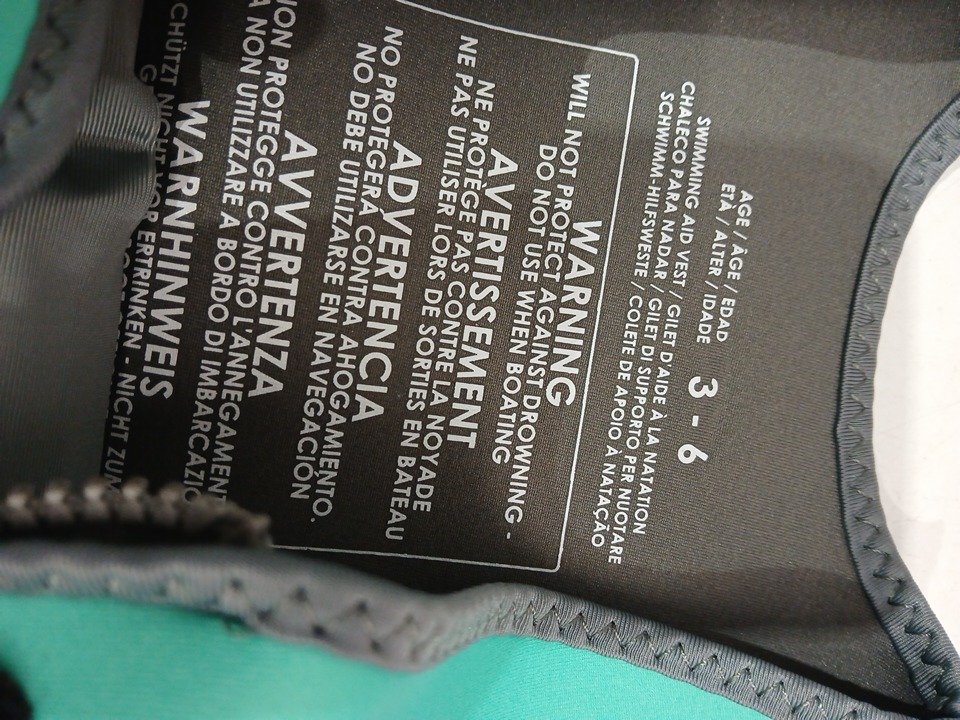 AGE / ÂGE / EDAD
ETÀ / ALTER / IDADE
3 - 6
SWIMMING AID VEST / GILET D'AIDE À LA NATATION
CHALECO PARA NADAR / GILET DI SUPPORTO PER NUOTARE
SCHWIMM-HILFSWESTE / COLETE DE APOIO À NATAÇÃO
WARNING
WILL NOT PROTECT AGAINST DROWNING -
DO NOT USE WHEN BOATING
AVERTISSEMENT
NE PROTÈGE PAS CONTRE LA NOYADE
NE PAS UTILISER LORS DE SORTIES EN BATEAU
ADVERTENCIA
NO PROTEGERÁ CONTRA AHOGAMIENTO.
NO DEBE UTILIZARSE EN NAVEGACIÓN
AVVERTENZA
NON PROTEGGE CONTRO L'ANNEGAMENT
A NON UTILIZZARE A BORDO DI IMBARCAZIO
WARNHINWEIS
CHÜTZT NICHT VOR ERTRINKEN - NICHT ZUM